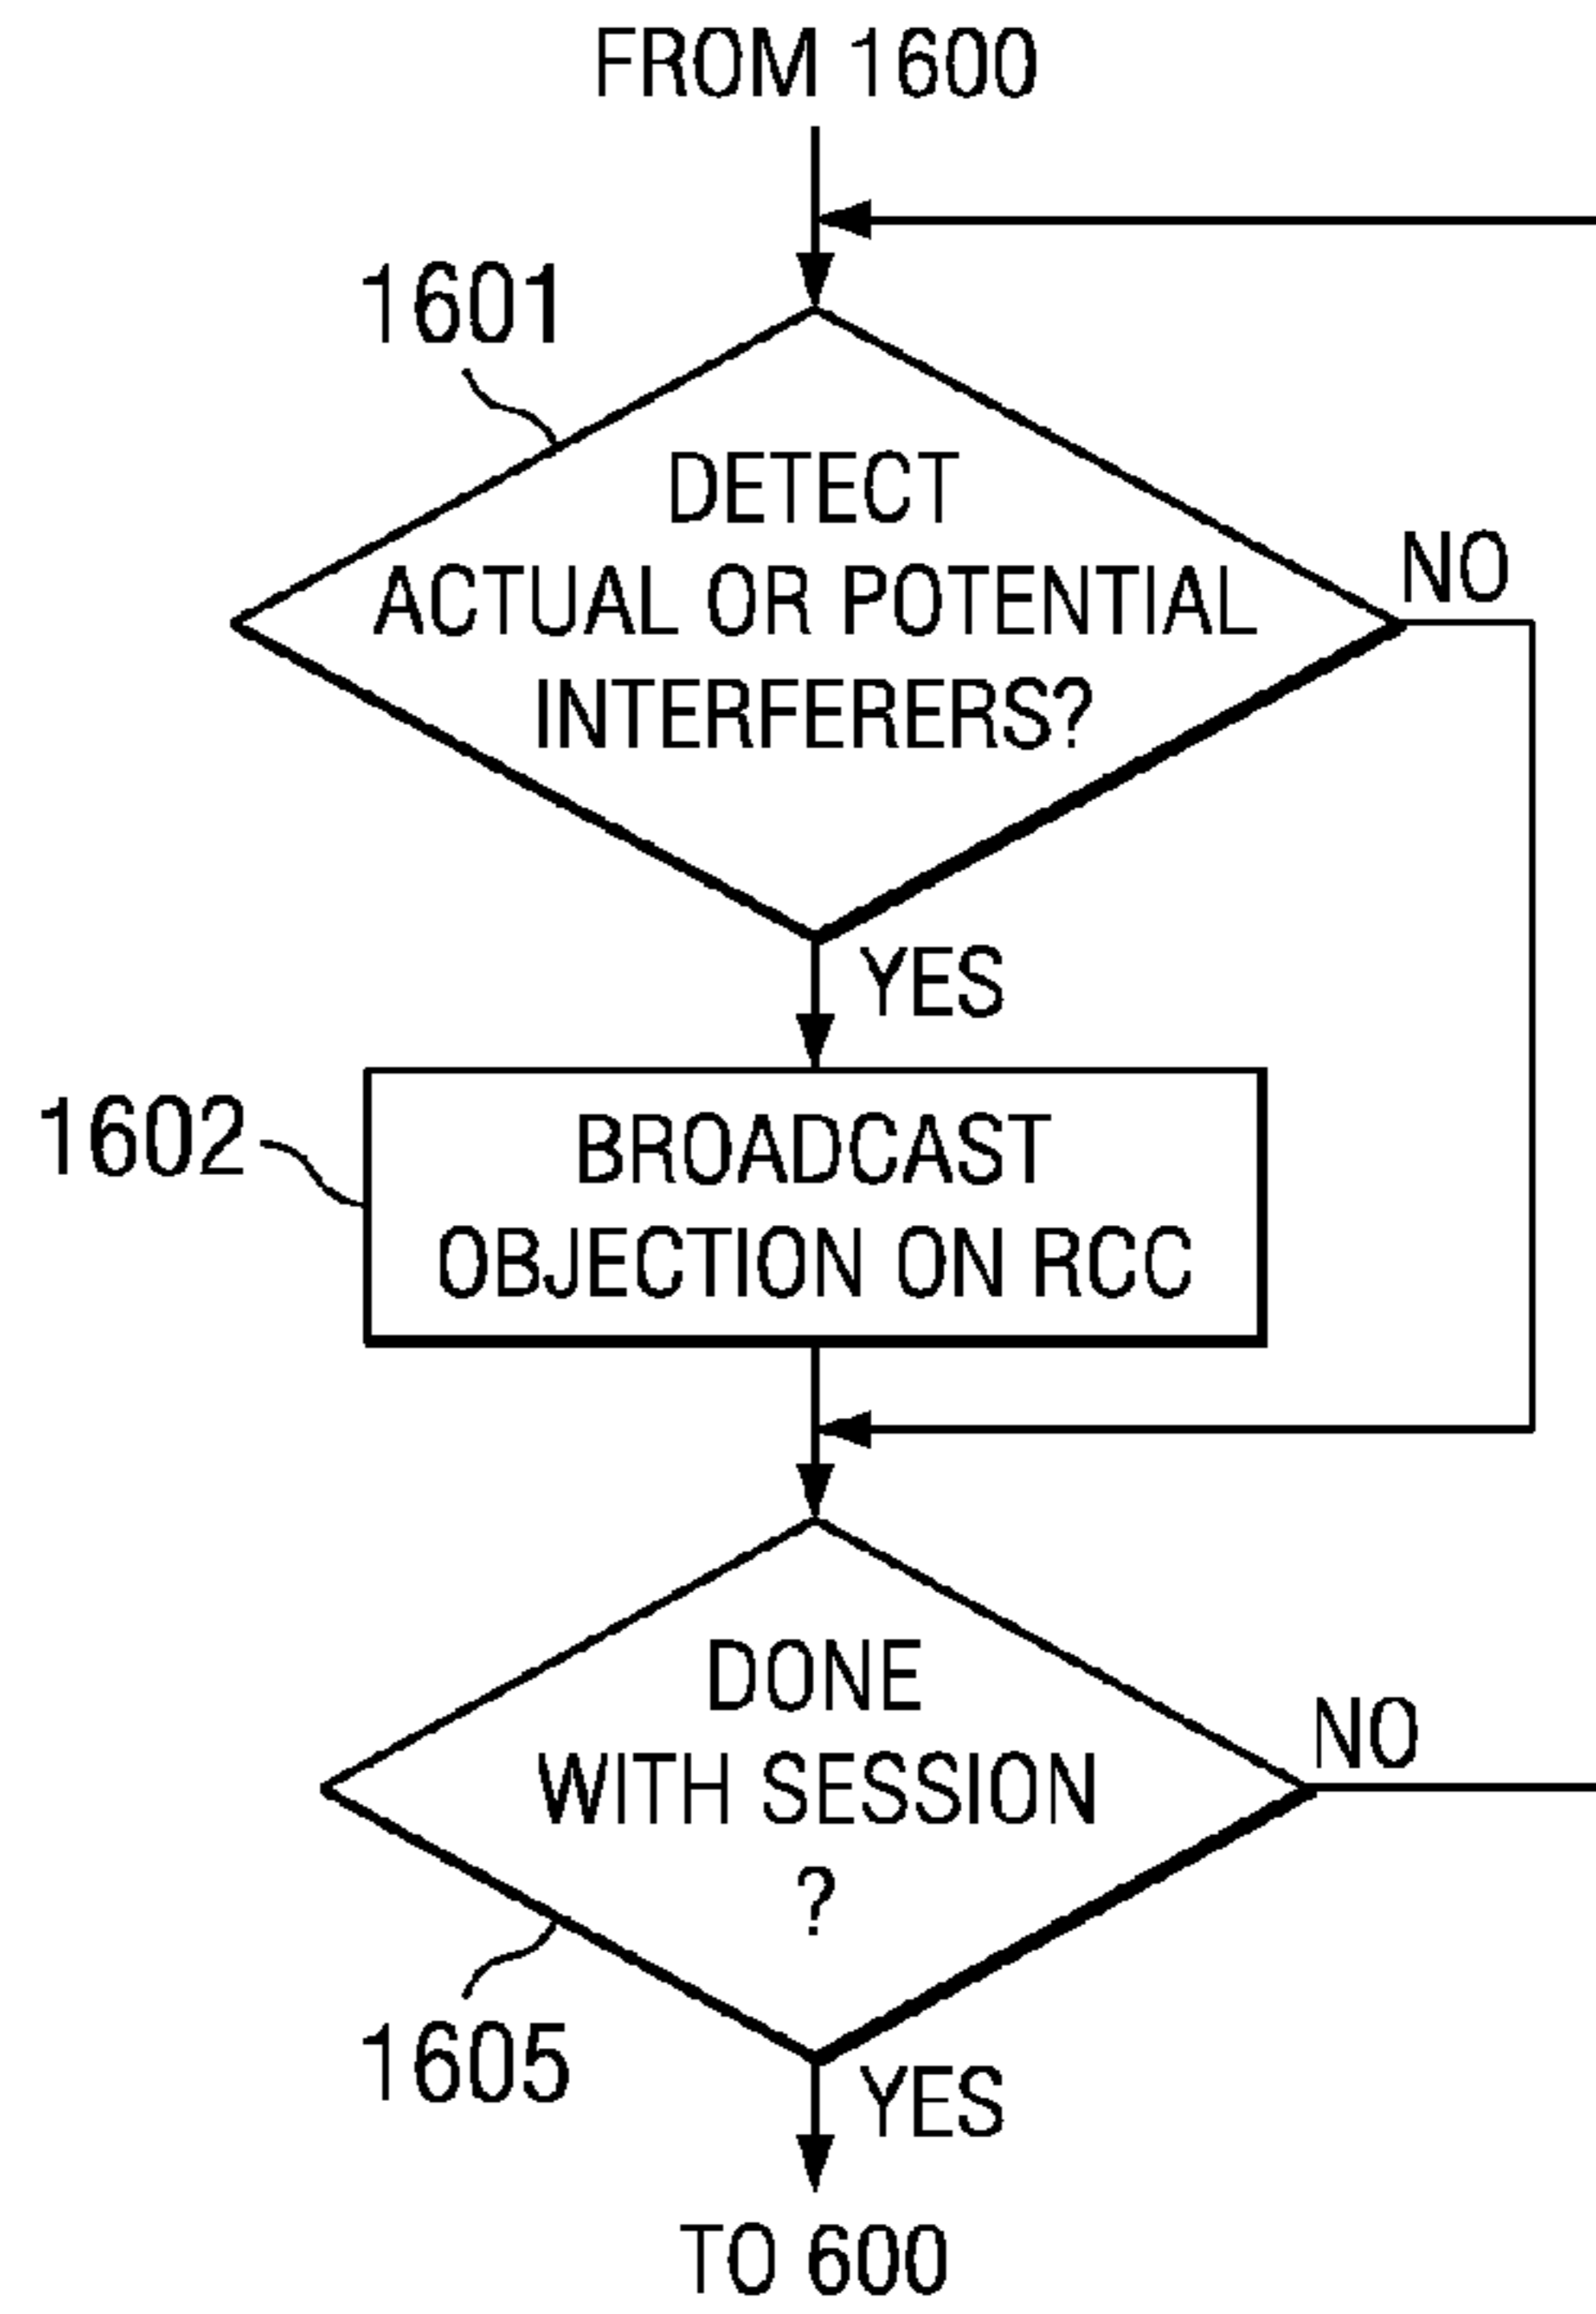 FROM 1600
1601
DETECT
ACTUAL OR POTENTIAL
INTERFERERS?
NO
YES
1602
BROADCAST
OBJECTION ON RCC
DONE
WITH SESSION
?
NO
1605
YES
TO 600